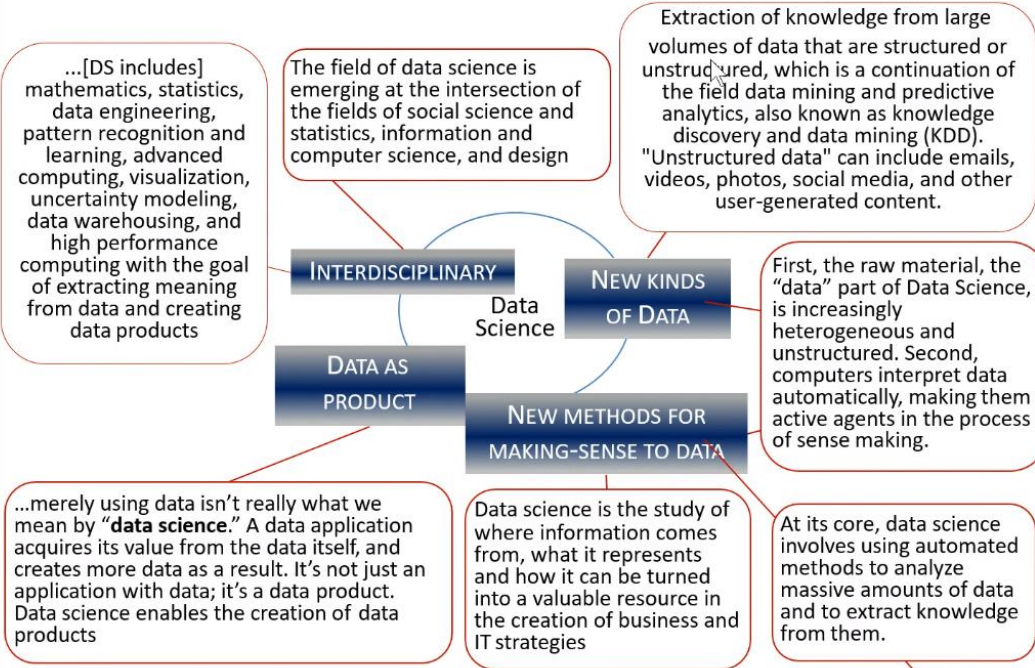 ...[DS includes]
mathematics, statistics,
data engineering,
pattern recognition and
learning, advanced
computing, visualization,
uncertainty modeling,
data warehousing, and
high performance
computing with the goal
of extracting meaning
from data and creating
data products
The field of data science is
emerging at the intersection of
the fields of social science and
statistics, information and
computer science, and design
Extraction of knowledge from large
volumes of data that are structured or
unstructured, which is a continuation of
the field data mining and predictive
analytics, also known as knowledge
discovery and data mining (KDD).
"Unstructured data" can include emails,
videos, photos, social media, and other
user-generated content.
INTERDISCIPLINARY
Data
Science
NEW KINDS
OF DATA
First, the raw material, the
“data” part of Data Science,
is increasingly
heterogeneous and
unstructured. Second,
computers interpret data
automatically, making them
active agents in the process
of sense making.
DATA AS
PRODUCT
NEW METHODS FOR
MAKING-SENSE TO DATA
...merely using data isn’t really what we
mean by “data science.” A data application
acquires its value from the data itself, and
creates more data as a result. It’s not just an
application with data; it’s a data product.
Data science enables the creation of data
products
Data science is the study of
where information comes
from, what it represents
and how it can be turned
into a valuable resource in
the creation of business and
IT strategies
At its core, data science
involves using automated
methods to analyze
massive amounts of data
and to extract knowledge
from them.